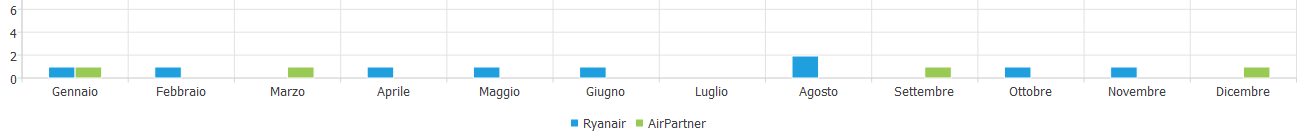 6
4
2
0
Gennaio Febbraio Marzo Aprile Maggio Giugno Luglio Agosto Settembre Ottobre Novembre Dicembre
Ryanair AirPartner